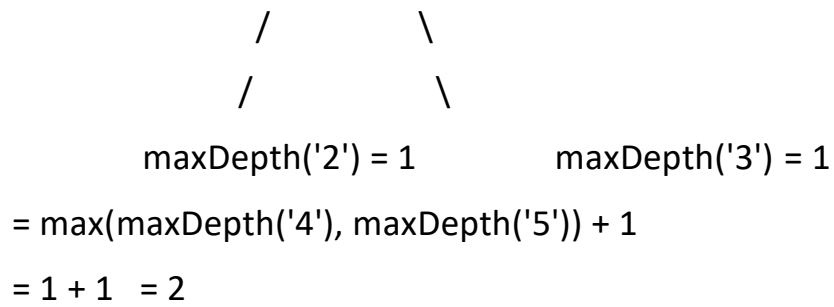 / \
/ \
maxDepth('2') = 1 maxDepth('3') = 1
= max(maxDepth('4'), maxDepth('5')) + 1
= 1 + 1 = 2